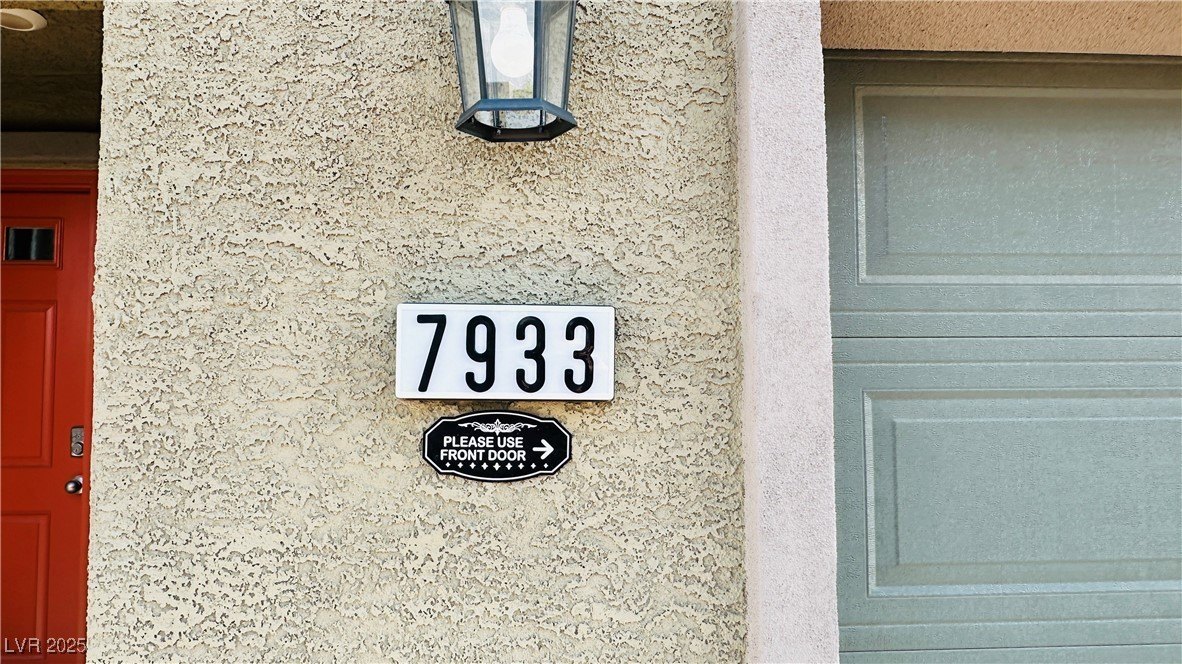 7933
PLEASE USE
FRONT DOOR →
LVR 2025